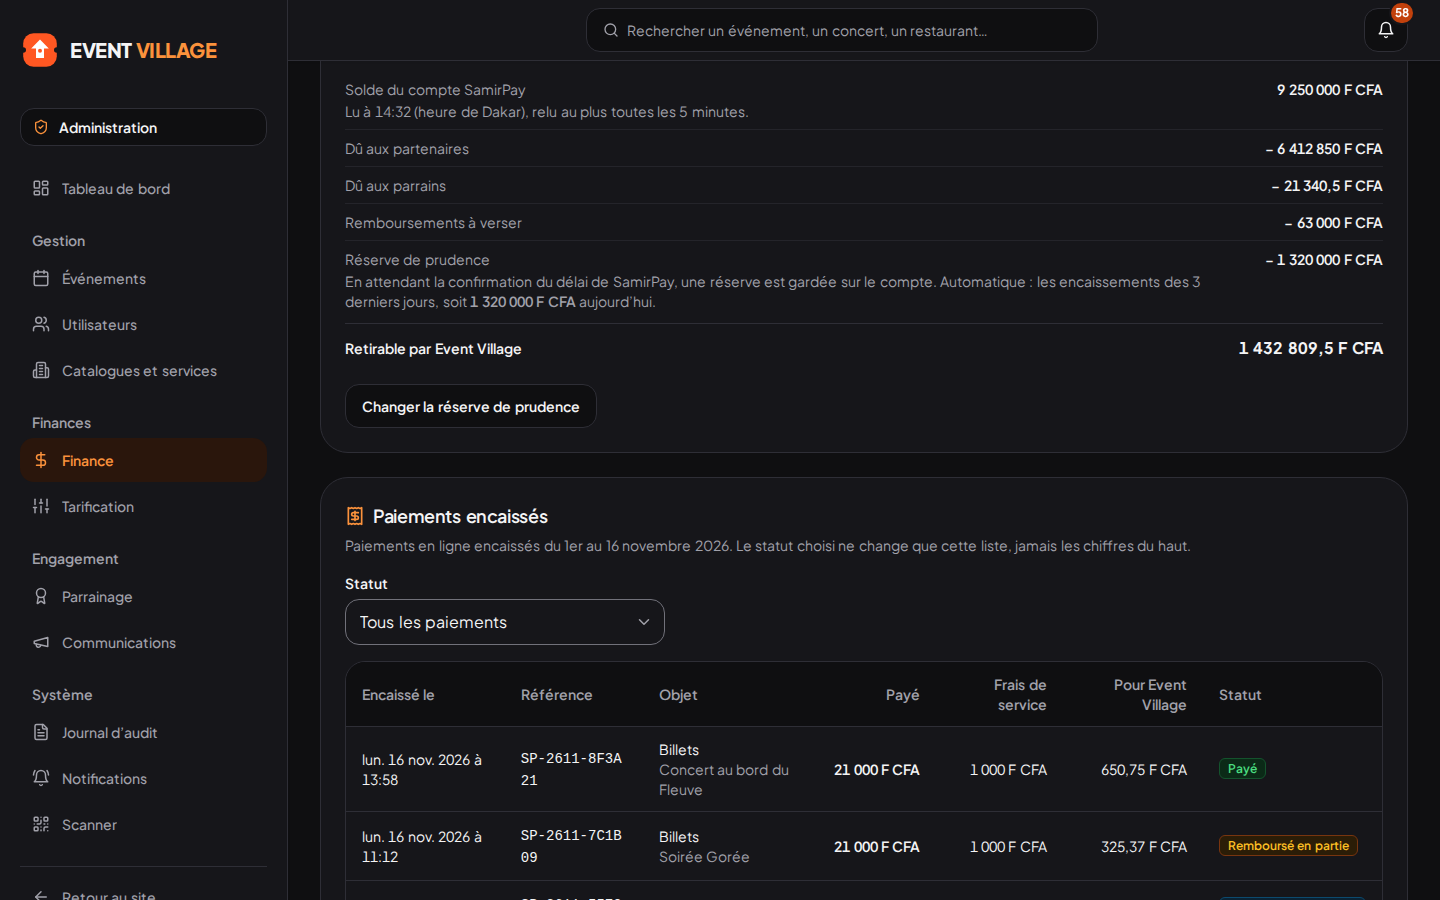 EVENT VILLAGE
Rechercher un événement, un concert, un restaurant…
58
Administration
Tableau de bord
Gestion
Événements
Utilisateurs
Catalogues et services
Finances
Finance
Tarification
Engagement
Parrainage
Communications
Système
Journal d'audit
Notifications
Scanner
Retour au site
Solde du compte SamirPay
9 250 000 F CFA
Lu à 14:32 (heure de Dakar), relu au plus toutes les 5 minutes.
Dû aux partenaires
– 6 412 850 F CFA
Dû aux parrains
– 21 340,5 F CFA
Remboursements à verser
– 63 000 F CFA
Réserve de prudence
– 1 320 000 F CFA
En attendant la confirmation du délai de SamirPay, une réserve est gardée sur le compte. Automatique : les encaissements des 3
derniers jours, soit 1 320 000 F CFA aujourd'hui.
Retirable par Event Village
1 432 809,5 F CFA
Changer la réserve de prudence
Paiements encaissés
Paiements en ligne encaissés du 1er au 16 novembre 2026. Le statut choisi ne change que cette liste, jamais les chiffres du haut.
Statut
Tous les paiements
Encaissé le
Référence
Objet
Payé
Frais de
service
Pour Event
Village
Statut
lun. 16 nov. 2026 à
13:58
SP-2611-8F3A
21
Billets
Concert au bord du
Fleuve
21 000 F CFA
1 000 F CFA
650,75 F CFA
Payé
lun. 16 nov. 2026 à
11:12
SP-2611-7C1B
09
Billets
Soirée Gorée
21 000 F CFA
1 000 F CFA
325,37 F CFA
Remboursé en partie